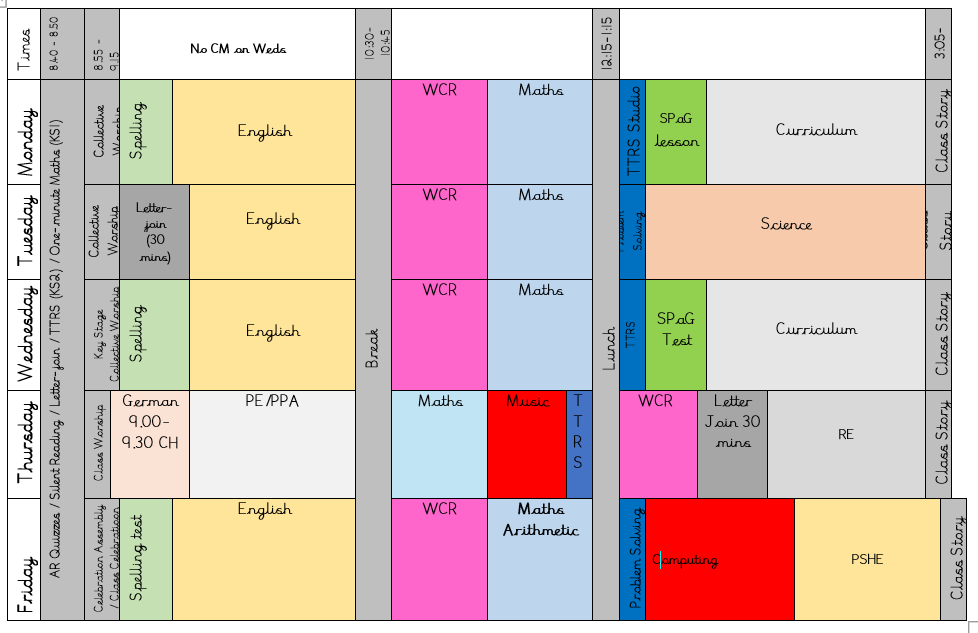 Times
8.40 - 8.50
8.55 -
9.15
No CM on Weds
10:30-
10:45
12:15-1:15
3:05-
AR Quizzes / Silent Reading / Letter-join / TTRS (KS2) / One-minute Maths (KS1)
Break
Lunch
Monday
Collective
Worship
Spelling
English
WCR
Maths
TTRS Studio
SPaG
lesson
Curriculum
Class Story
Tuesday
Collective
Worship
Letter-
join
(30
mins)
English
WCR
Maths
Problem
Solving
Science
Class
Story
Wednesday
Key Stage
Collective Worship
Spelling
English
WCR
Maths
TTRS
SPaG
Test
Curriculum
Class Story
Thursday
Class Worship
German
9.00-
9.30 CH
PE/PPA
Maths
Music
T
T
R
S
WCR
Letter
Join 30
mins
RE
Class Story
Friday
Celebration Assembly
/ Class Celebration
Spelling test
English
WCR
Maths
Arithmetic
Problem Solving
Computing
PSHE
Class Story